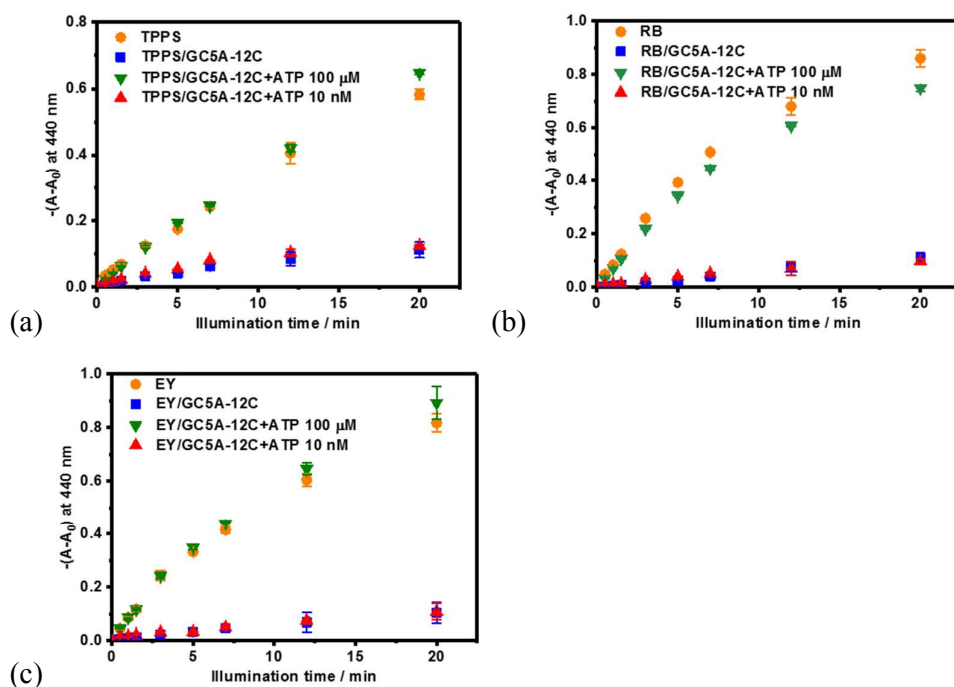 0.8
0.6
0.4
0.2
0.0
-(A-A₀) at 440 nm
TPPS
TPPS/GC5A-12C
TPPS/GC5A-12C+ATP 100 μM
TPPS/GC5A-12C+ATP 10 nM
0 5 10 15 20
Illumination time / min
(a)
1.0
0.8
0.6
0.4
0.2
0.0
-(A-A₀) at 440 nm
RB
RB/GC5A-12C
RB/GC5A-12C+ATP 100 μM
RB/GC5A-12C+ATP 10 nM
0 5 10 15 20
Illumination time / min
(b)
1.0
0.8
0.6
0.4
0.2
0.0
-(A-A₀) at 440 nm
EY
EY/GC5A-12C
EY/GC5A-12C+ATP 100 μM
EY/GC5A-12C+ATP 10 nM
0 5 10 15 20
Illumination time / min
(c)